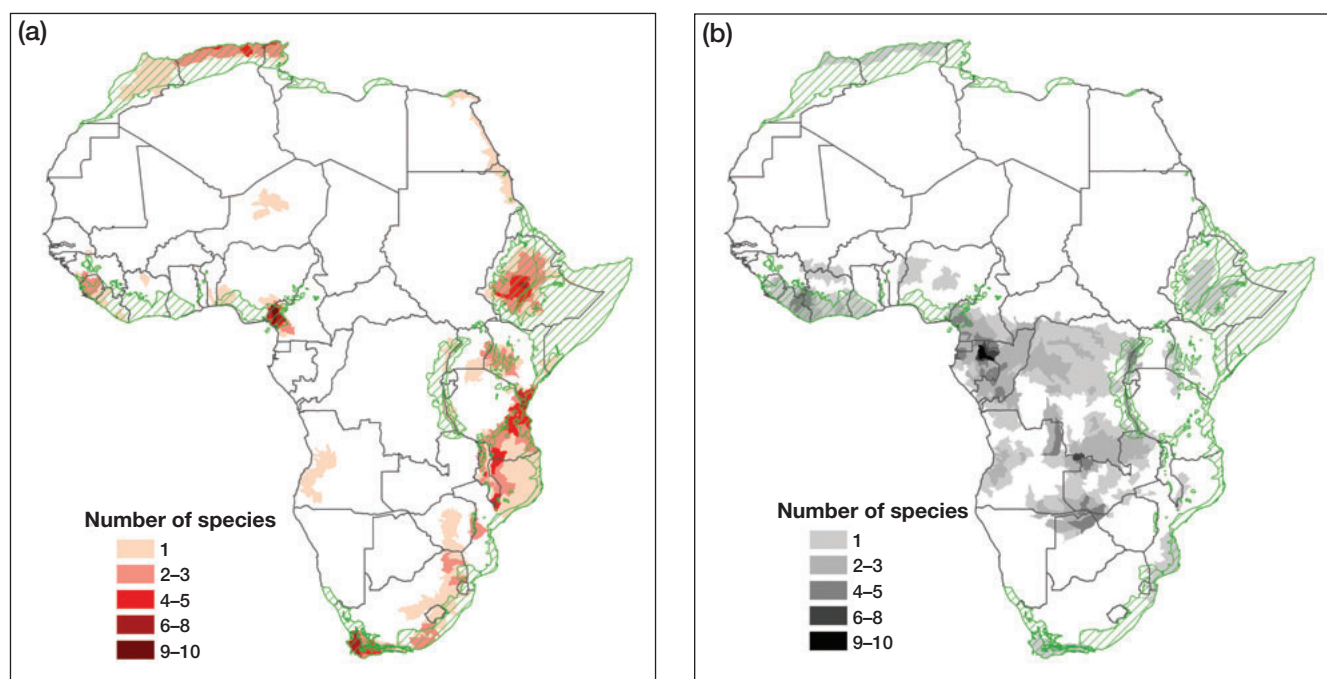 (a)
Number of species
1
2–3
4–5
6–8
9–10
(b)
Number of species
1
2–3
4–5
6–8
9–10